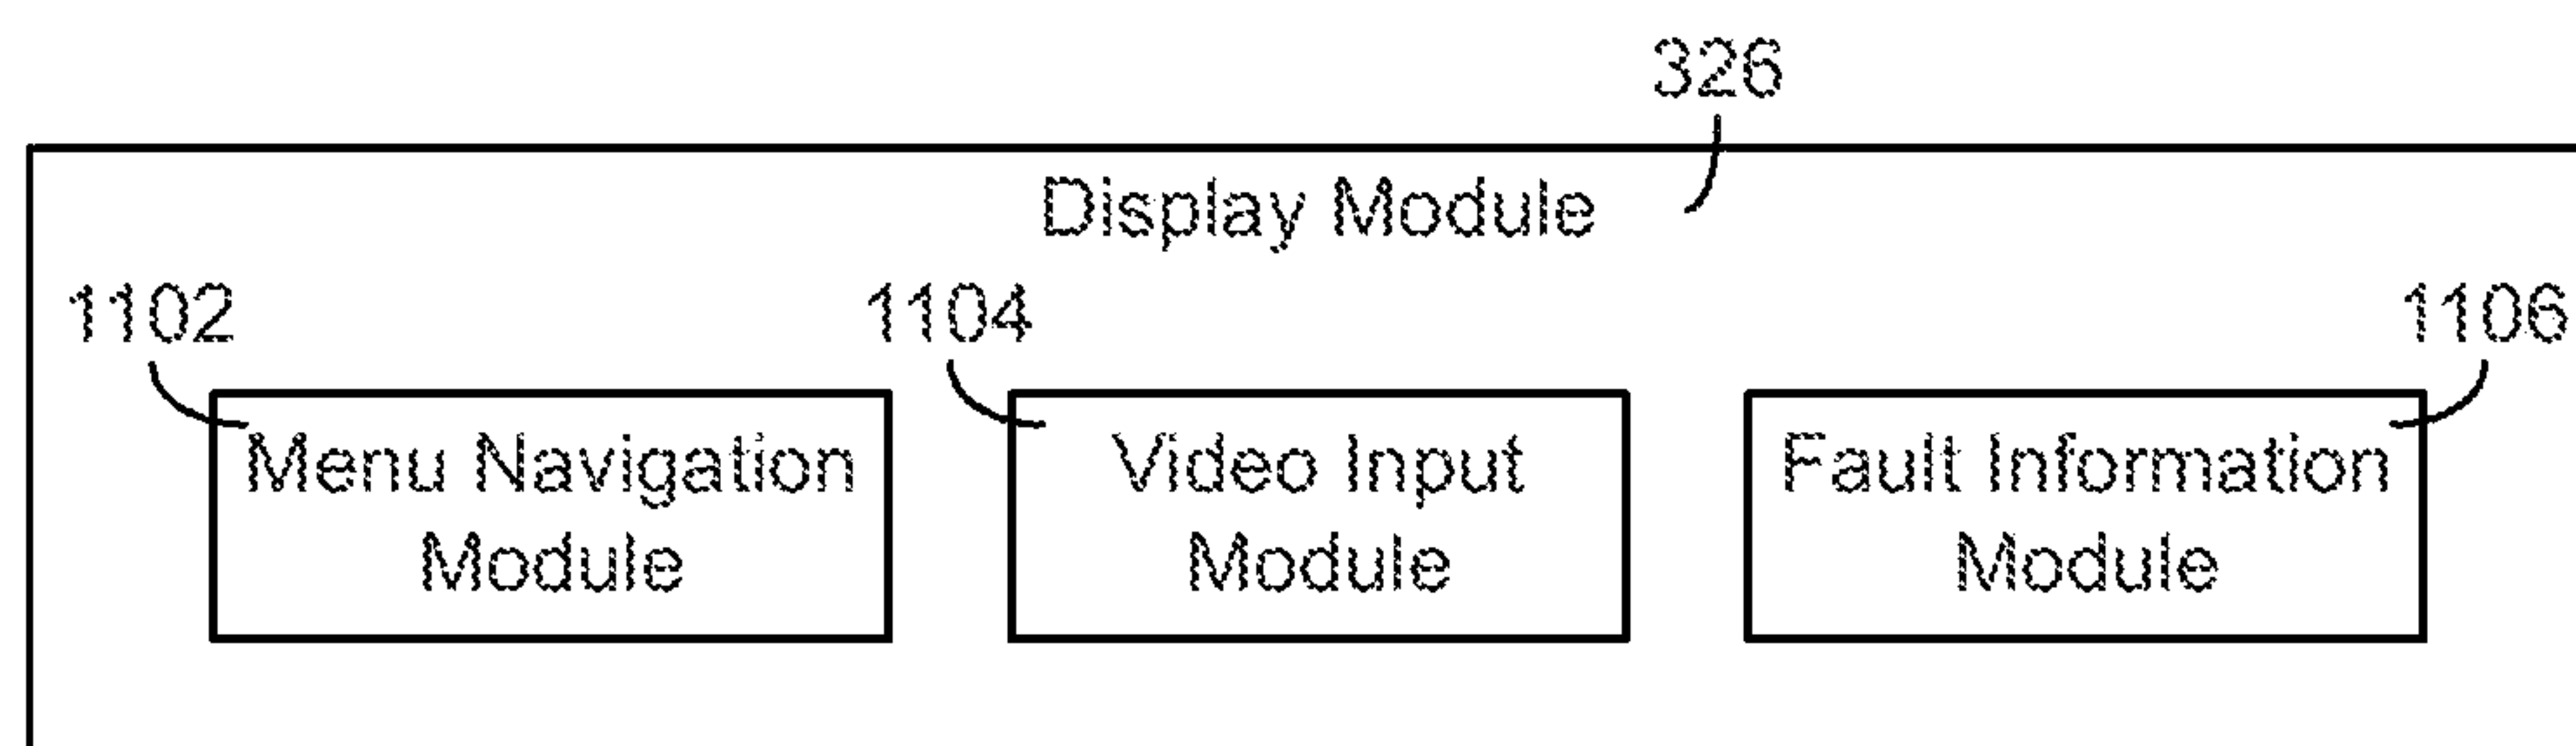 326
Display Module
1102
1104
1106
Menu Navigation
Module
Video Input
Module
Fault Information
Module